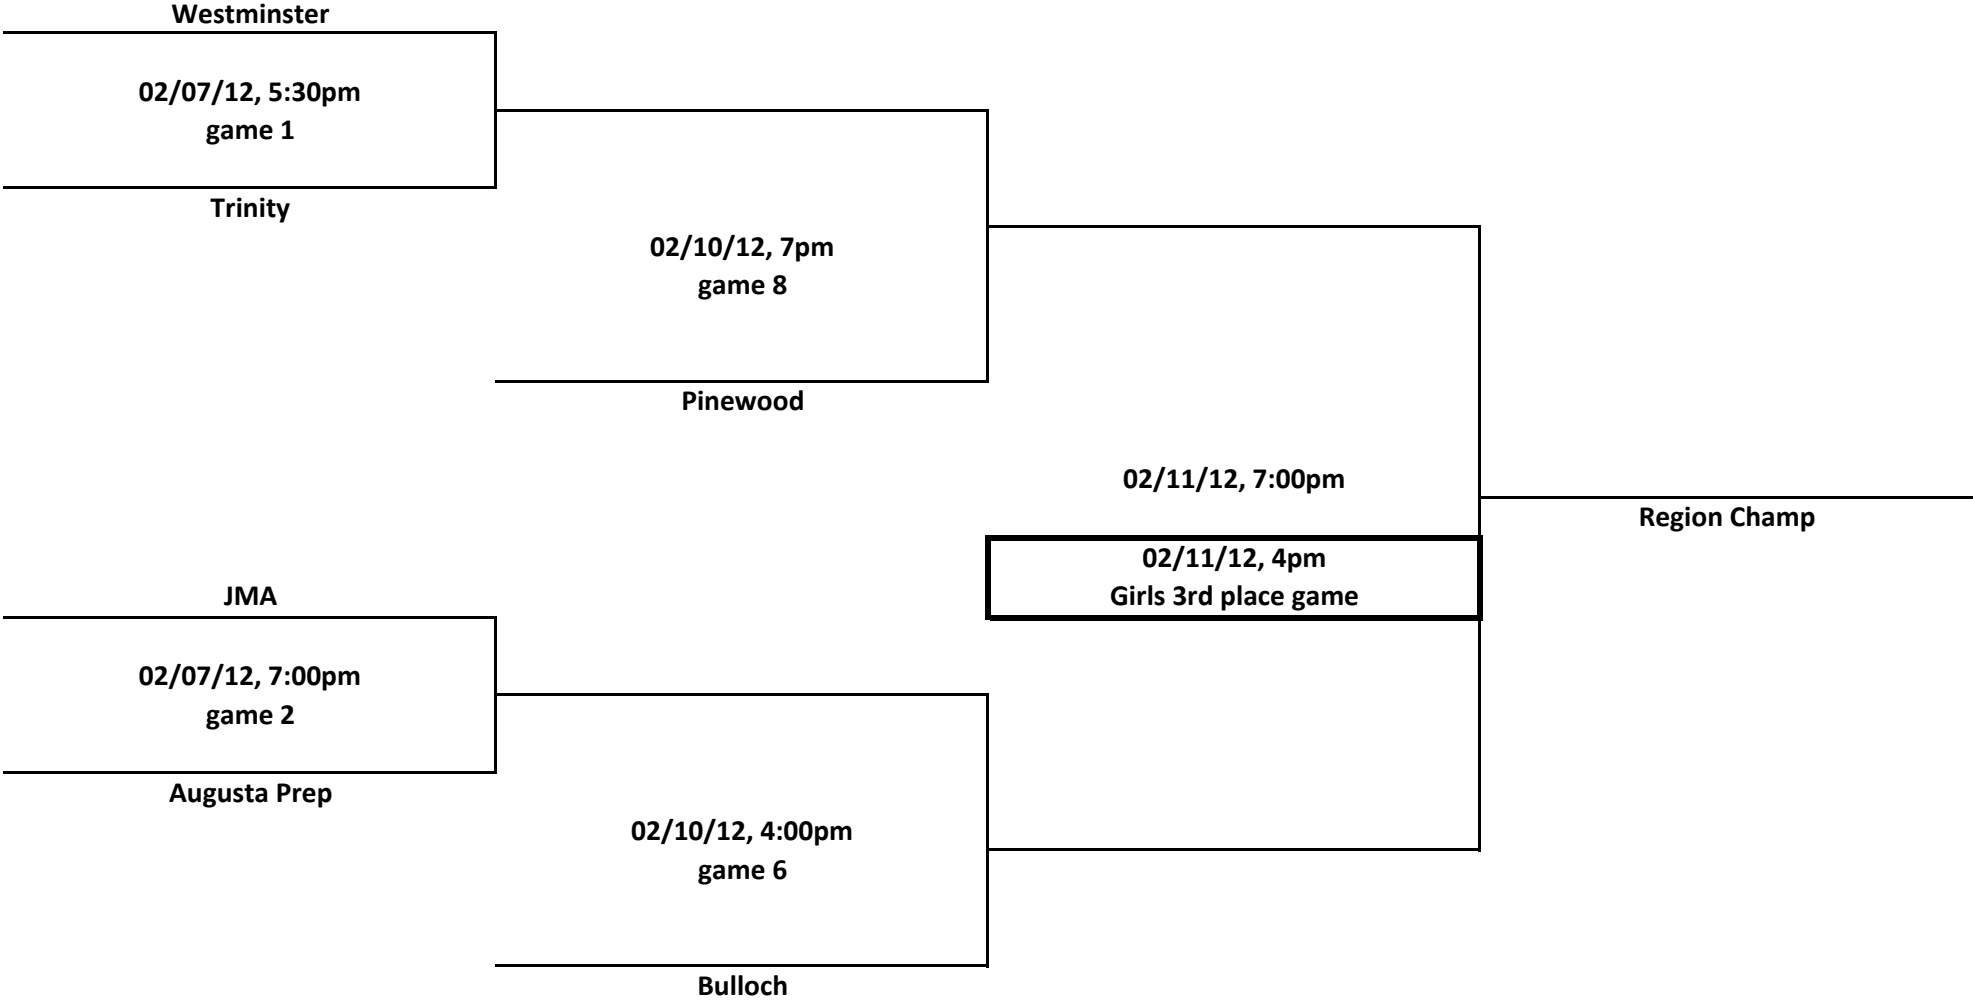 Westminster
02/07/12, 5:30pm
game 1
Trinity
02/10/12, 7pm
game 8
Pinewood
02/11/12, 7:00pm
Region Champ
02/11/12, 4pm
Girls 3rd place game
JMA
02/07/12, 7:00pm
game 2
Augusta Prep
02/10/12, 4:00pm
game 6
Bulloch